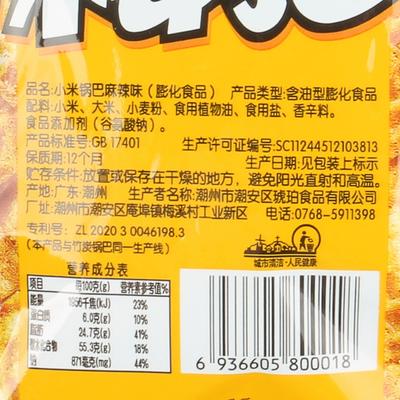 品名:小米锅巴麻辣味（膨化食品） 产品类型:含油型膨化食品
配料:小米、大米、小麦粉、食用植物油、食用盐、香辛料。
食品添加剂（谷氨酸钠）。
产品标准号:GB 17401 生产许可证编号:SC11244512103813
保质期:12个月 生产日期:见包装上标示
贮存条件:放置或保存在干燥的地方，避免阳光直射和高温。
产地:广东·潮州 生产者名称:潮州市潮安区琥珀食品有限公司
厂址:潮州市潮安区庵埠镇梅溪村工业新区 电话:0768-5911398
专利号: ZL 2020 3 0046198.3
（本产品与竹炭锅巴同一生产线）
城市清洁·人民健康
营养成分表
项目 每100克(g) 营养素参考值%
能量 1956千焦(kJ) 23%
蛋白质 6.0克(g) 10%
脂肪 24.7克(g) 41%
碳水化合物 55.3克(g) 18%
钠 871毫克(mg) 44%
6 936605 800018